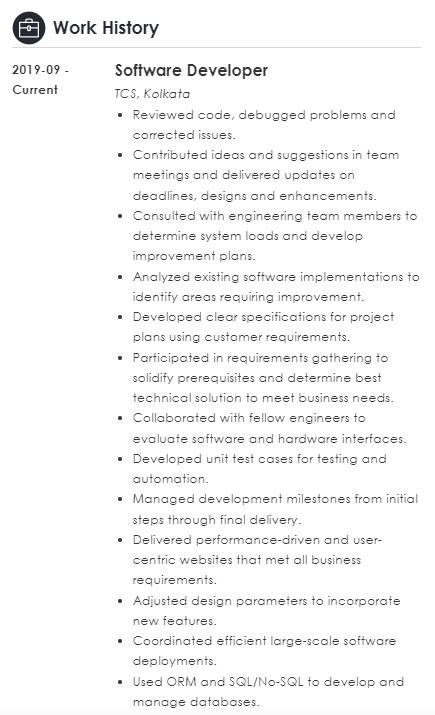 Work History
2019-09 -
Current
Software Developer
TCS, Kolkata
• Reviewed code, debugged problems and
corrected issues.
• Contributed ideas and suggestions in team
meetings and delivered updates on
deadlines, designs and enhancements.
• Consulted with engineering team members to
determine system loads and develop
improvement plans.
• Analyzed existing software implementations to
identify areas requiring improvement.
• Developed clear specifications for project
plans using customer requirements.
• Participated in requirements gathering to
solidify prerequisites and determine best
technical solution to meet business needs.
• Collaborated with fellow engineers to
evaluate software and hardware interfaces.
• Developed unit test cases for testing and
automation.
• Managed development milestones from initial
steps through final delivery.
• Delivered performance-driven and user-
centric websites that met all business
requirements.
• Adjusted design parameters to incorporate
new features.
• Coordinated efficient large-scale software
deployments.
• Used ORM and SQL/No-SQL to develop and
manage databases.